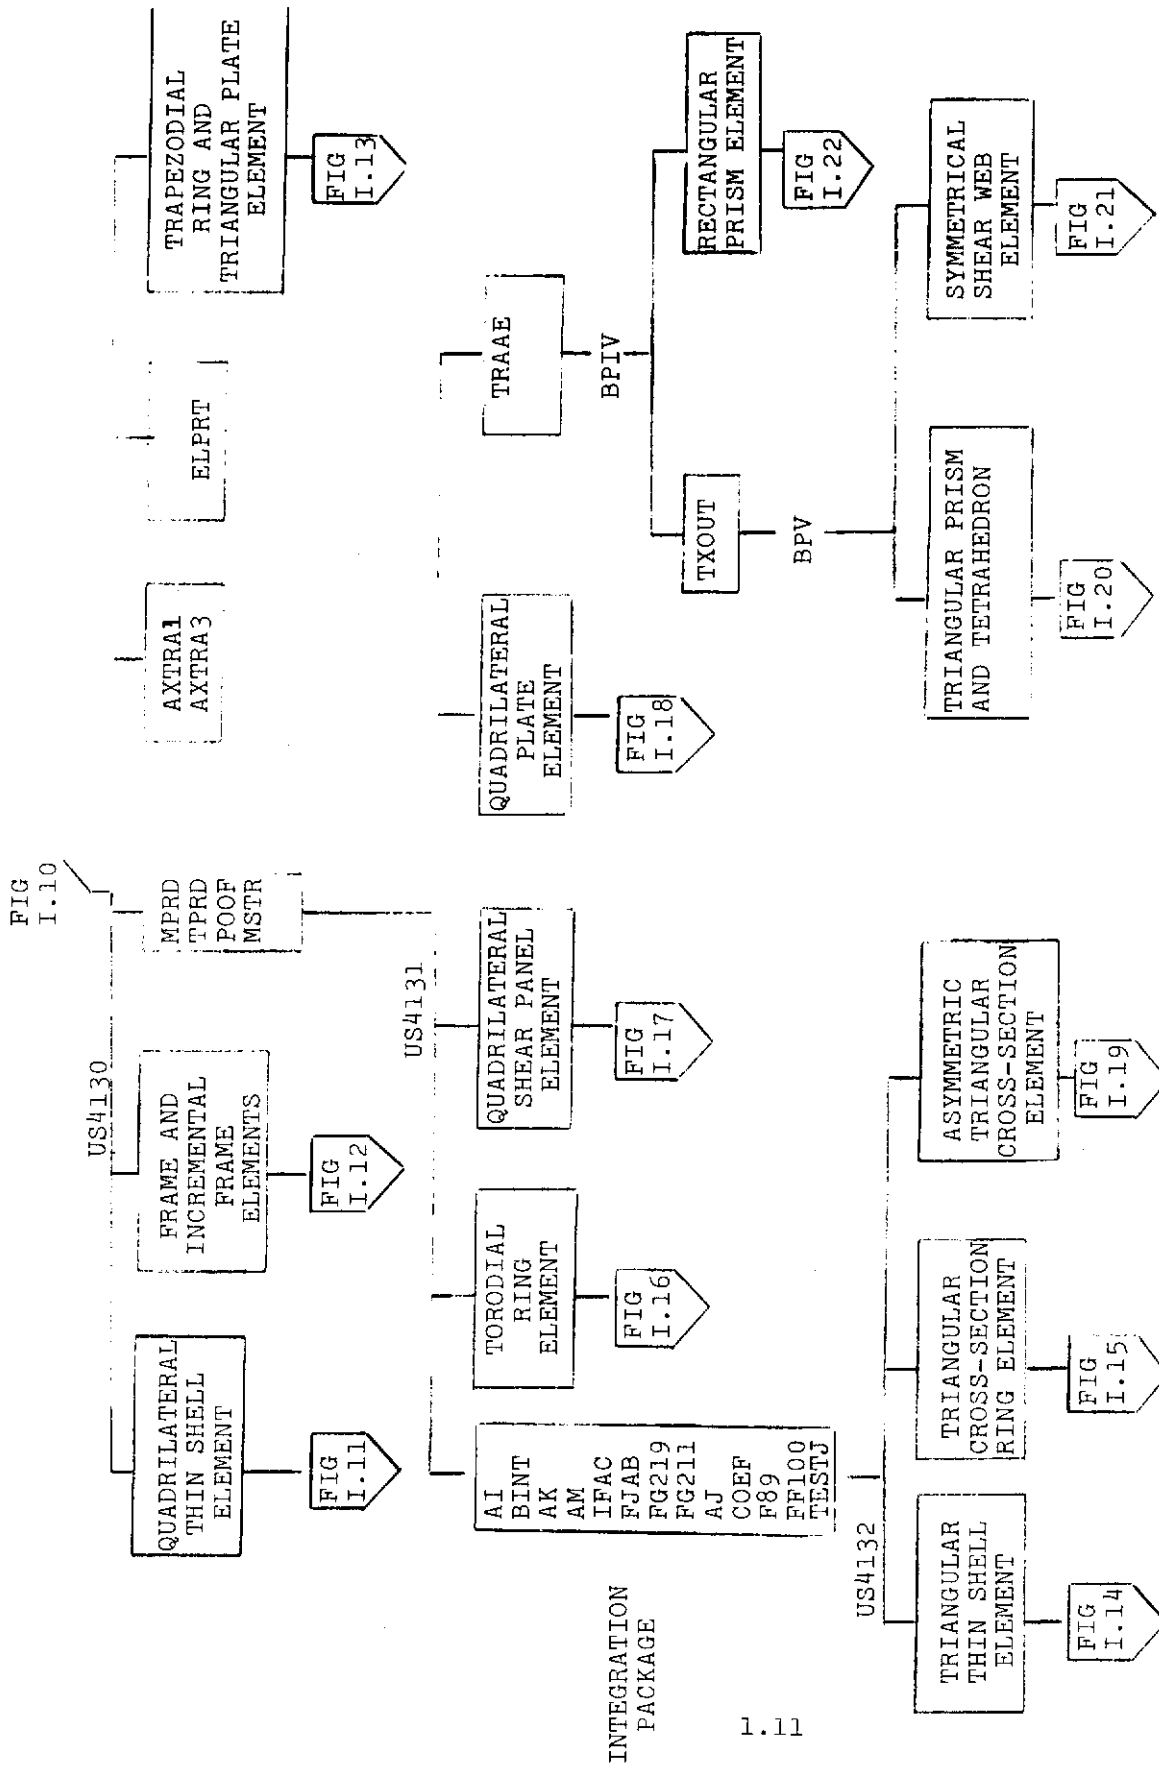 FIG
I.10
US4130
QUADRILATERAL
THIN SHELL
ELEMENT
FIG
I.11
FRAME AND
INCREMENTAL
FRAME
ELEMENTS
FIG
I.12
MPRD
TPRD
POOF
MSTR
AXTRA1
AXTRA3
ELPRT
TRAPEZODIAL
RING AND
TRIANGULAR PLATE
ELEMENT
FIG
I.13
US4131
INTEGRATION
PACKAGE
AI
BINT
AK
AM
IFAC
FJAB
FG219
FG211
AJ
COEF
F89
FF100
TESTJ
TORODIAL
RING
ELEMENT
FIG
I.16
QUADRILATERAL
SHEAR PANEL
ELEMENT
FIG
I.17
QUADRILATERAL
PLATE
ELEMENT
FIG
I.18
TRAAE
BPIV
TXOUT
BPV
RECTANGULAR
PRISM ELEMENT
FIG
I.22
US4132
TRIANGULAR
THIN SHELL
ELEMENT
FIG
I.14
TRIANGULAR
CROSS-SECTION
RING ELEMENT
FIG
I.15
ASYMMETRIC
TRIANGULAR
CROSS-SECTION
ELEMENT
FIG
I.19
TRIANGULAR PRISM
AND TETRAHEDRON
FIG
I.20
SYMMETRICAL
SHEAR WEB
ELEMENT
FIG
I.21
1.11